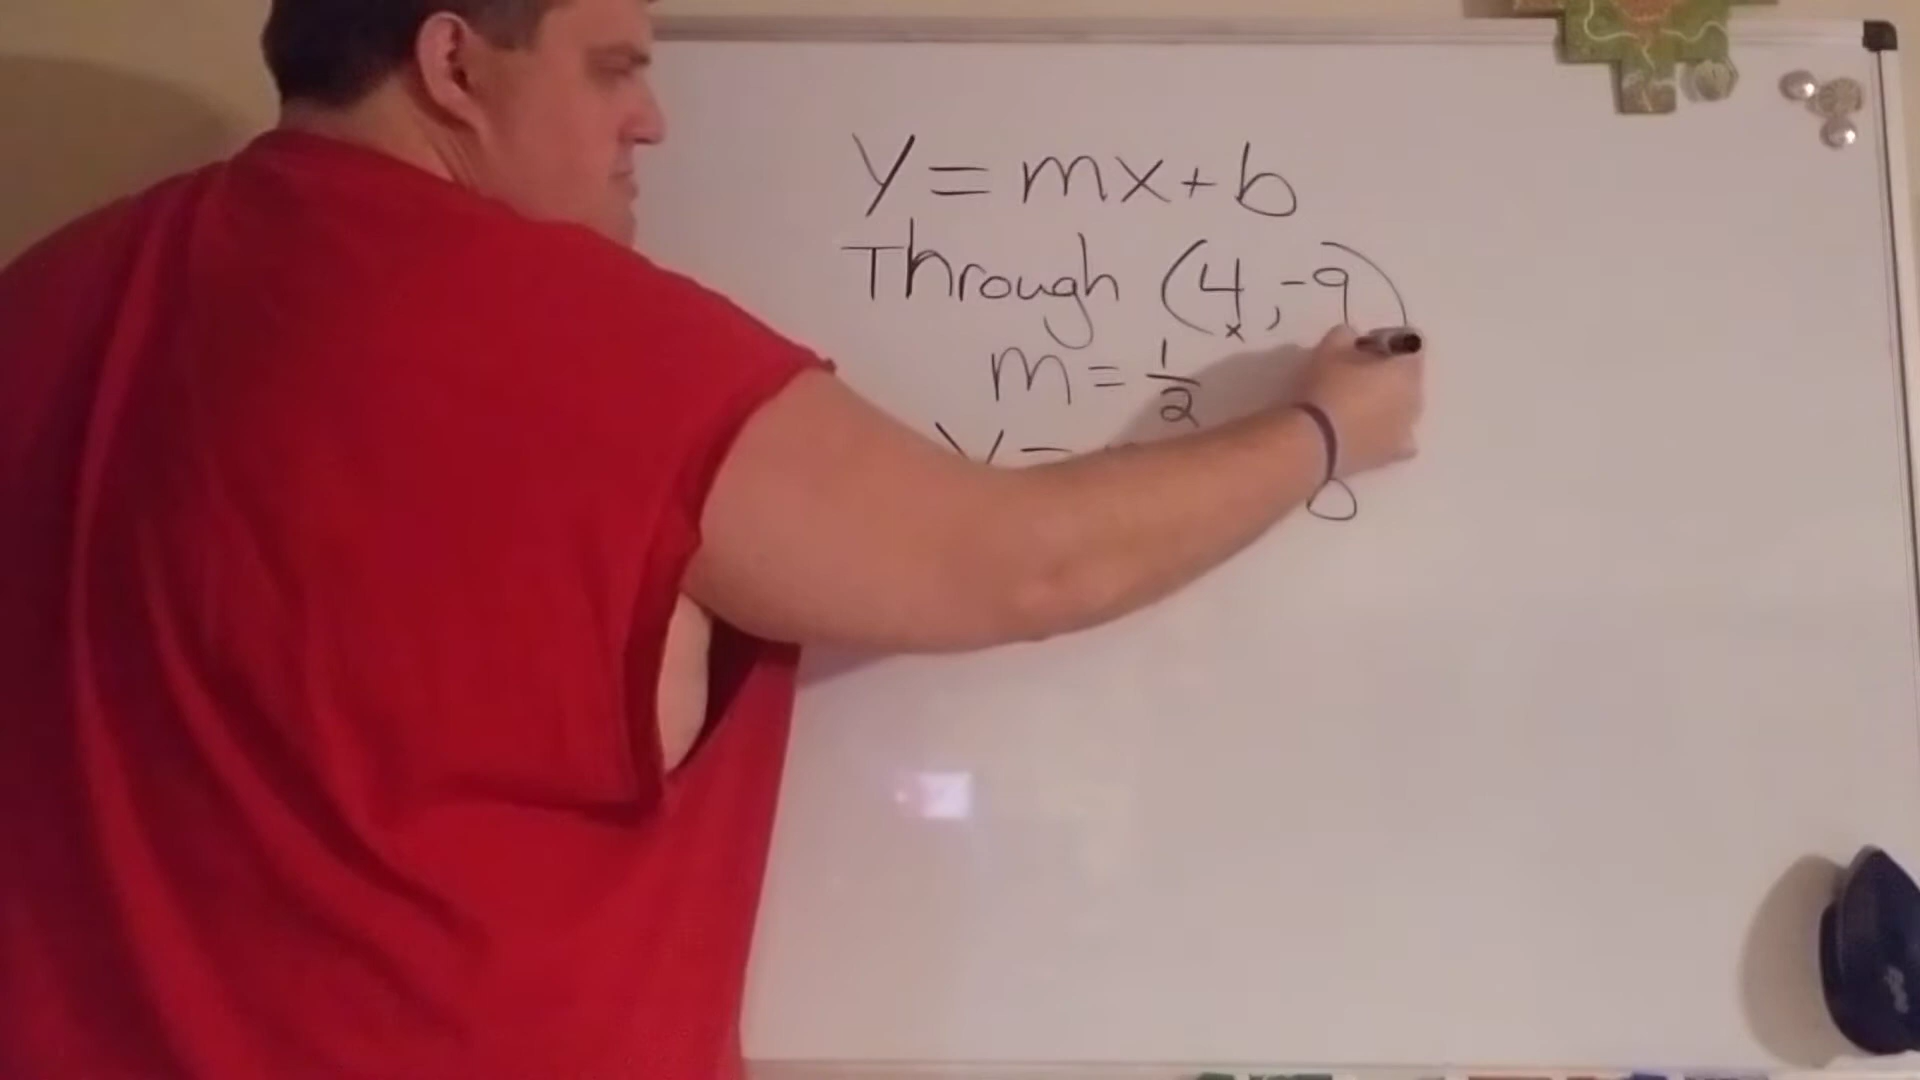 y = mx + b
Through (4, -9)
x
m = 1/2
y =